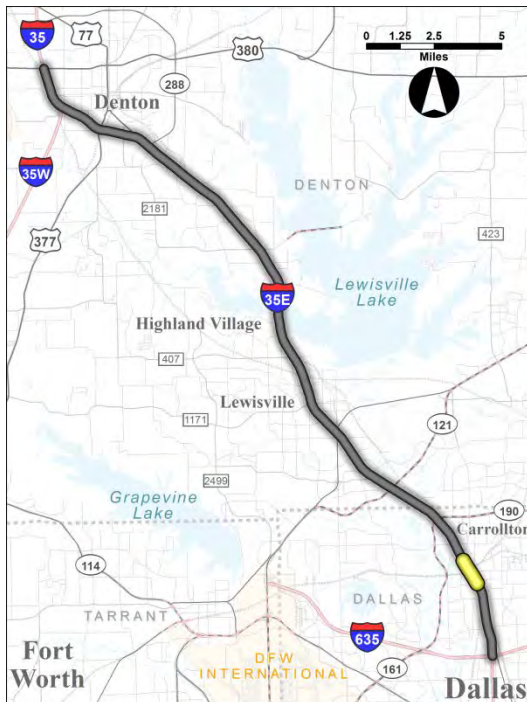 35
77
380
0 1.25 2.5 5
Miles
288
Denton
35W
DENTON
2181
377
423
35E
Lewisville
Lake
Highland Village
407
Lewisville
121
1171
2499
Grapevine
Lake
190
Carrollton
114
DALLAS
TARRANT
635
Fort
Worth
DFW
INTERNATIONAL
161
Dallas